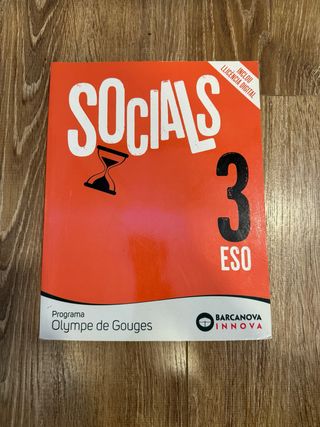 INCLOU
LLICÈNCIA DIGITAL
SOCIALS
3
ESO
Programa
Olympe de Gouges
BARCANOVA
INNOVA